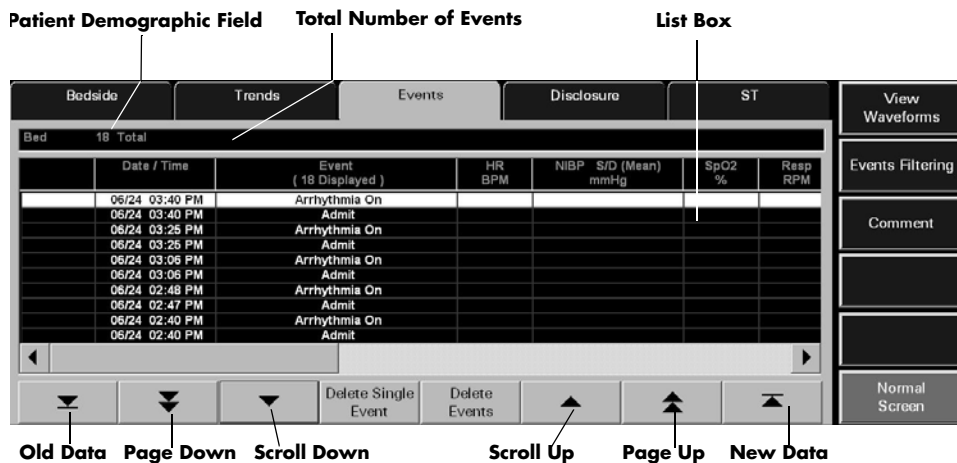 Patient Demographic Field Total Number of Events List Box
Bedside Trends Events Disclosure ST
View
Waveforms
Bed 18 Total
Date / Time Event HR NIBP S/D (Mean) SpO2 Resp
( 18 Displayed ) BPM mmHg % RPM
Events Filtering
06/24 03:40 PM Arrhythmia On
06/24 03:40 PM Admit
06/24 03:25 PM Arrhythmia On
Comment
06/24 03:25 PM Admit
06/24 03:06 PM Arrhythmia On
06/24 03:06 PM Admit
06/24 02:48 PM Arrhythmia On
06/24 02:47 PM Admit
06/24 02:40 PM Arrhythmia On
06/24 02:40 PM Admit
Delete Single Delete
Event Events
Normal
Screen
Old Data Page Down Scroll Down Scroll Up Page Up New Data